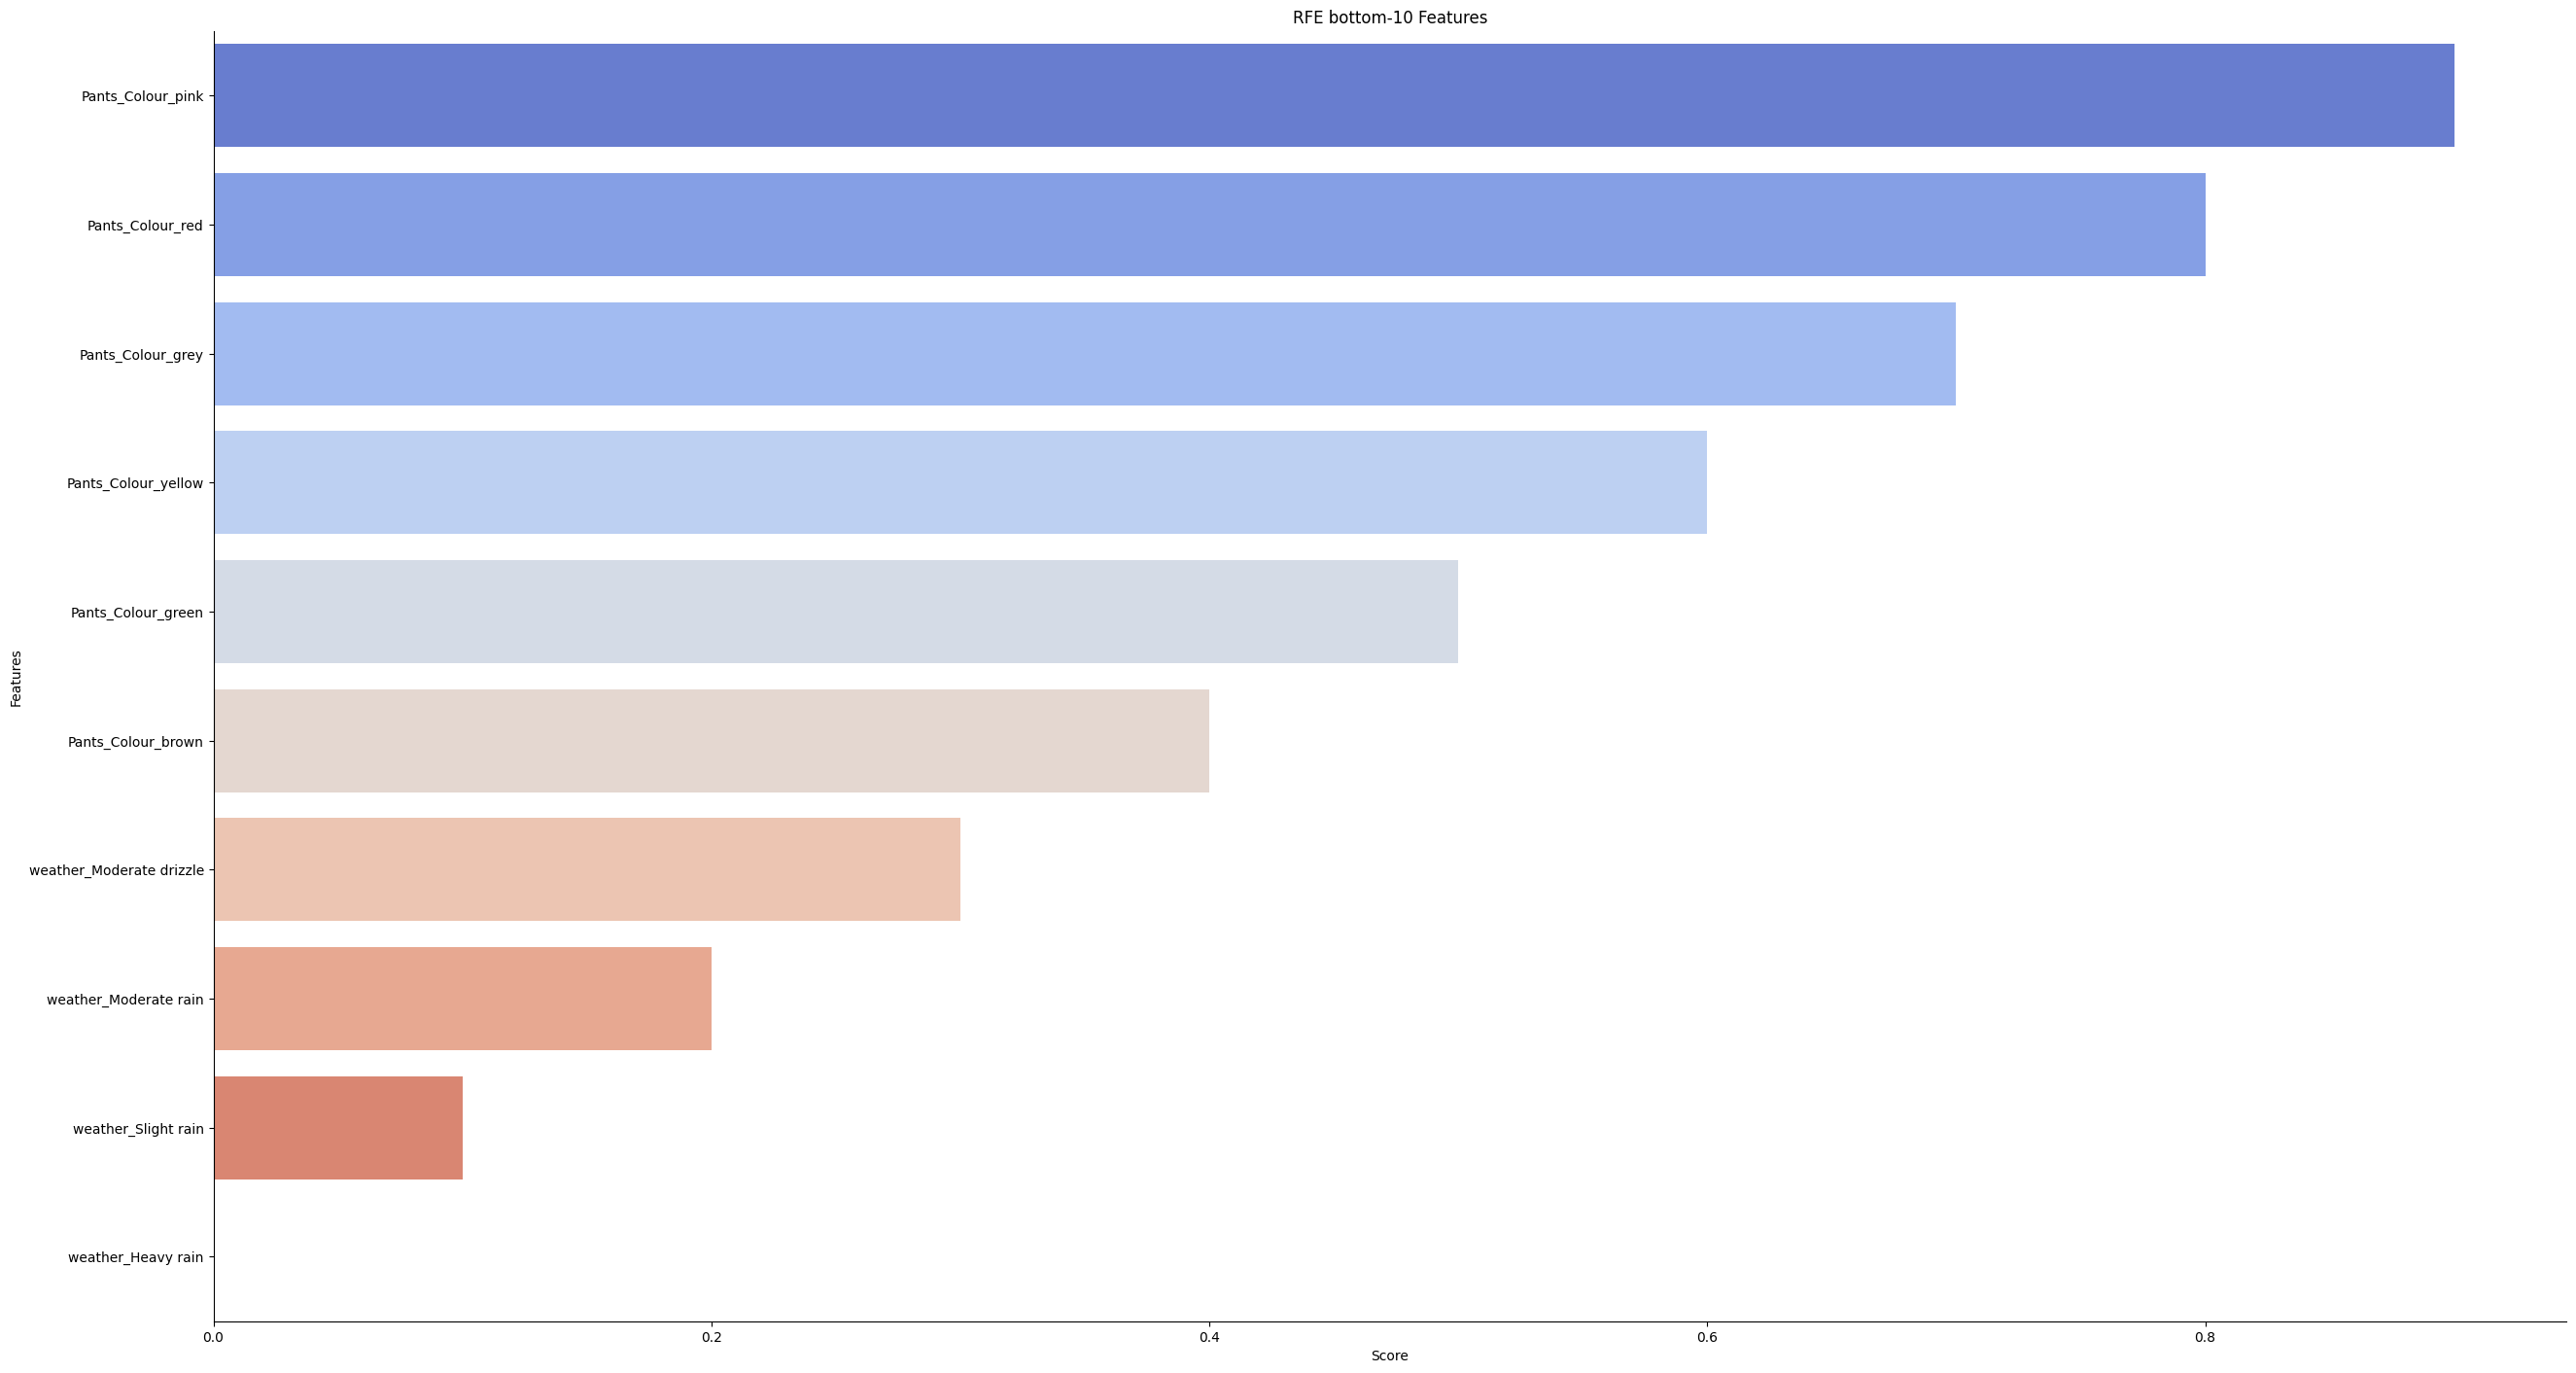 RFE bottom-10 Features
Pants_Colour_pink
Pants_Colour_red
Pants_Colour_grey
Pants_Colour_yellow
Pants_Colour_green
Pants_Colour_brown
weather_Moderate drizzle
weather_Moderate rain
weather_Slight rain
weather_Heavy rain
Features
0.0 0.2 0.4 0.6 0.8
Score